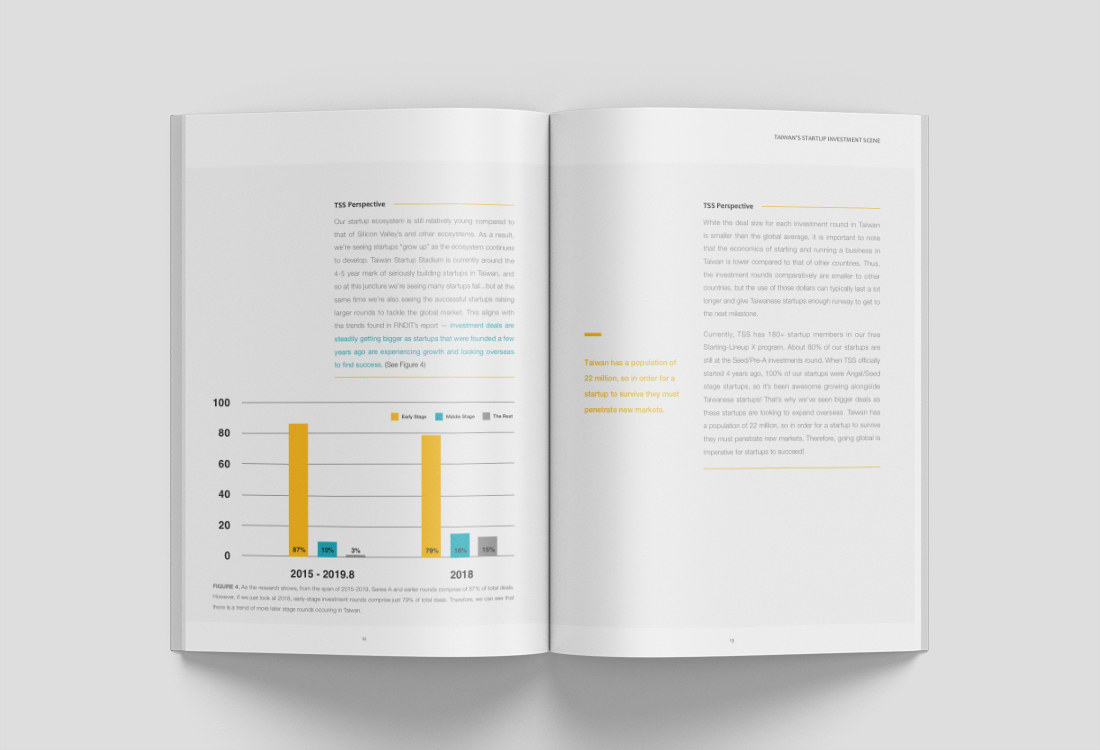 TSS Perspective
Our startup ecosystem is still relatively young compared to
that of Silicon Valley's and other ecosystems. As a result,
we're seeing startups "grow up" as the ecosystem continues
to develop. Taiwan Startup Stadium is currently around the
4-5 year mark of seriously building startups in Taiwan, and
so at this juncture we're seeing many startups fail...but at the
same time we're also seeing the successful startups raising
larger rounds to tackle the global market. This aligns with
the trends found in FINDIT's report – investment deals are
steadily getting bigger as startups that were founded a few
years ago are experiencing growth and looking overseas
to find success. (See Figure 4)
100
80
60
40
20
0
Early Stage
Middle Stage
The Rest
87%
10%
3%
79%
15%
2015 - 2019.8
2018
FIGURE 4. As the research shows, from the span of 2015-2019, Series A and earlier rounds comprise of 87% of total deals.
However, if we just look at 2018, early-stage investment rounds comprise just 79% of total deals. Therefore, we can see that
there is a trend of more later stage rounds occuring in Taiwan.
TAIWAN'S STARTUP INVESTMENT SCENE
Taiwan has a population of
22 million, so in order for a
startup to survive they must
penetrate new markets.
TSS Perspective
While the deal size for each investment round in Taiwan
is smaller than the global average, it is important to note
that the economics of starting and running a business in
Taiwan is lower compared to that of other countries. Thus,
the investment rounds comparatively are smaller to other
countries, but the use of those dollars can typically last a lot
longer and give Taiwanese startups enough runway to get to
the next milestone.
Currently, TSS has 180+ startup members in our free
Starting-Lineup X program. About 80% of our startups are
still at the Seed/Pre-A investments round. When TSS officially
started 4 years ago, 100% of our startups were Angel/Seed
stage startups, so it's been awesome growing alongside
Taiwanese startups! That's why we've seen bigger deals as
these startups are looking to expend overseas. Taiwan has
a population of 22 million, so in order for a startup to survive
they must penetrate new markets. Therefore, going global is
imperative for startups to succeed!